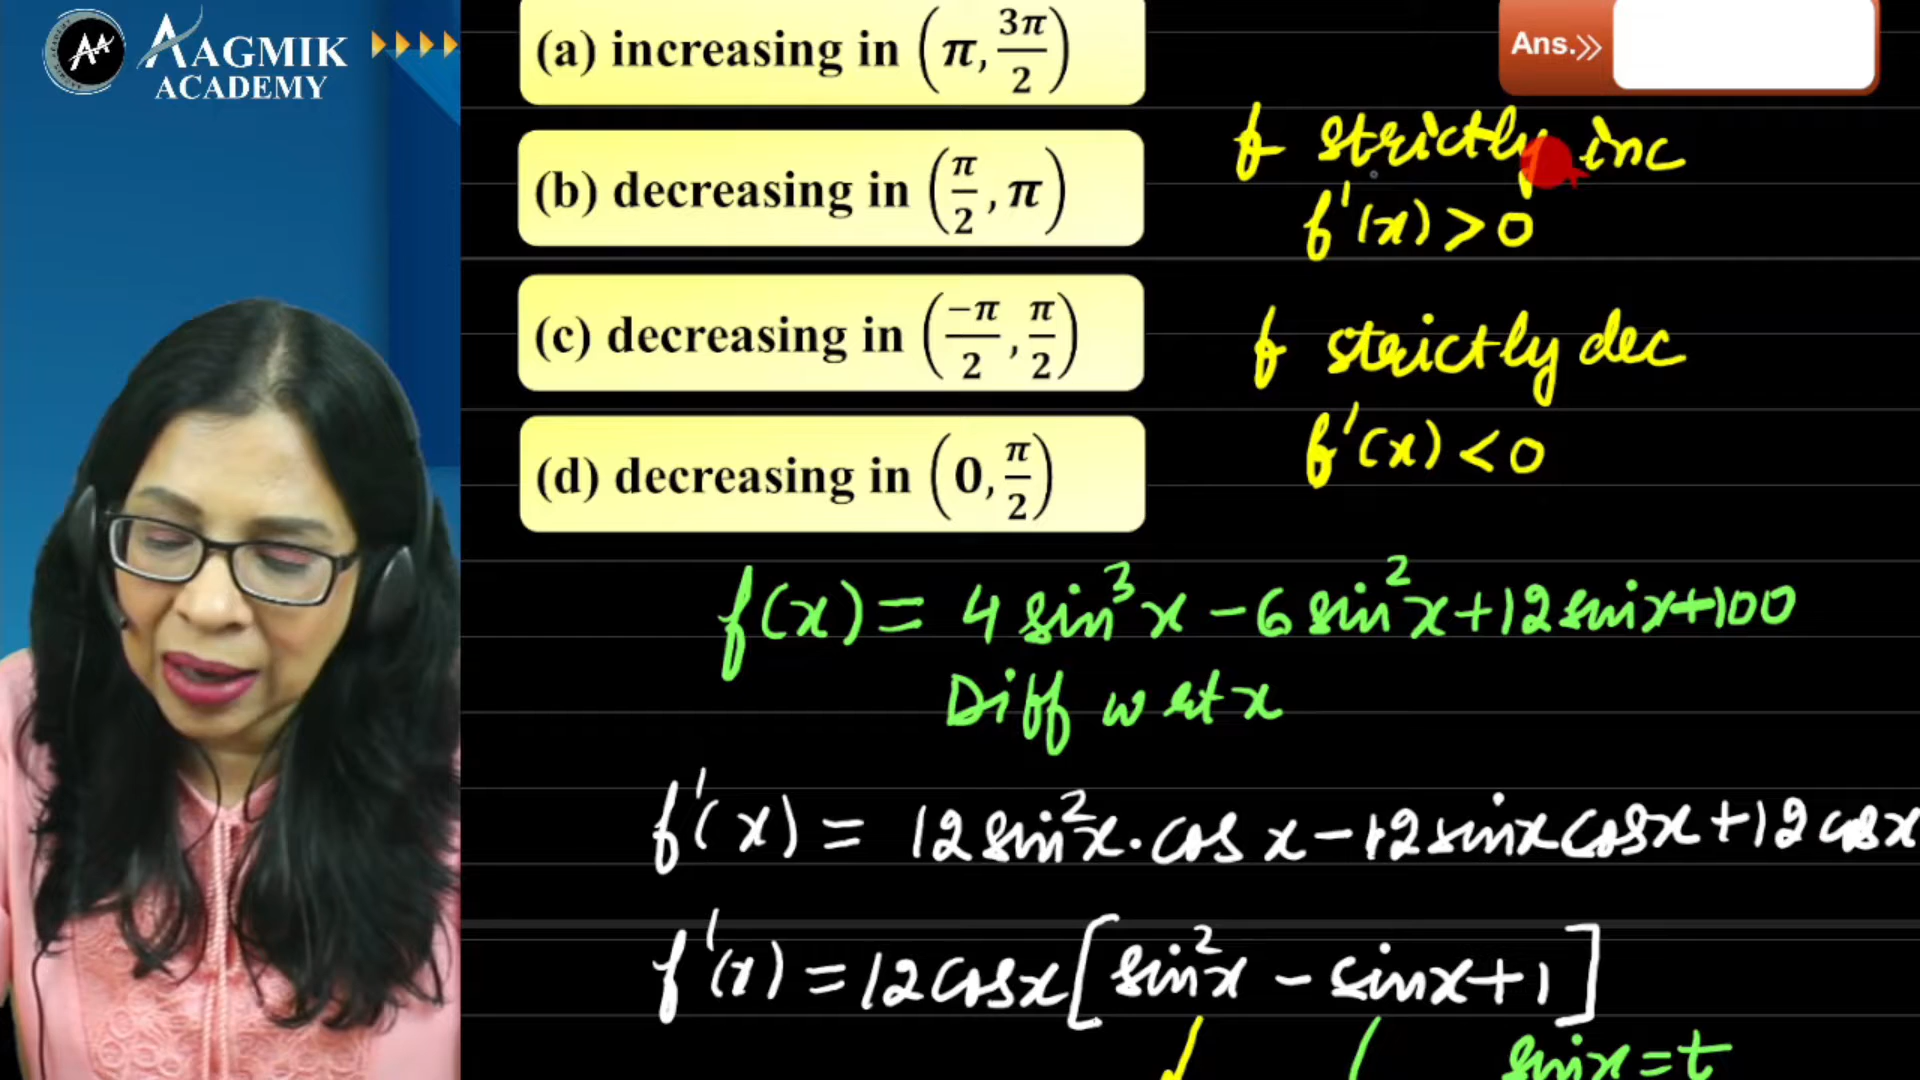 AAGMIK
ACADEMY
(a) increasing in (π, 3π/2)
Ans.>>
(b) decreasing in (π/2, π)
(c) decreasing in (-π/2, π/2)
(d) decreasing in (0, π/2)
f strictly inc
f'(x) > 0
f strictly dec
f'(x) < 0
f(x) = 4 sin³x - 6 sin²x + 12 sinx + 100
Diff wrt x
f'(x) = 12 sin²x · cos x - 12 sinx cosx + 12 cosx
f'(x) = 12 cosx [sin²x - sinx + 1]
sinx = t